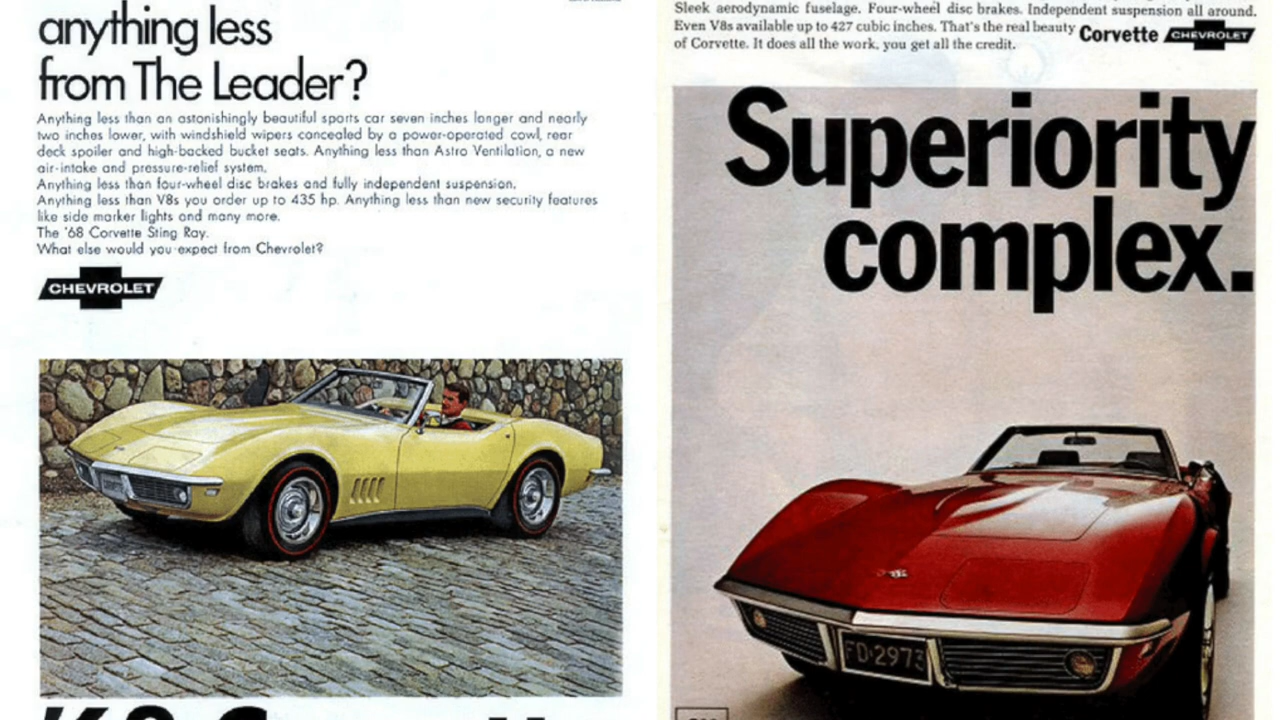 anything less
from The Leader?
Anything less than an astonishingly beautiful sports car seven inches longer and nearly
two inches lower, with windshield wipers concealed by a power-operated cowl, rear
deck spoiler and high-backed bucket seats. Anything less than Astro Ventilation, a new
air-intake and pressure-relief system.
Anything less than four-wheel disc brakes and fully independent suspension.
Anything less than V8s you order up to 435 hp. Anything less than new security features
like side marker lights and many more.
The '68 Corvette Sting Ray.
What else would you expect from Chevrolet?
CHEVROLET
Sleek aerodynamic fuselage. Four-wheel disc brakes. Independent suspension all around.
Even V8s available up to 427 cubic inches. That's the real beauty
of Corvette. It does all the work, you get all the credit.
Corvette CHEVROLET
Superiority
complex.
FD·2973